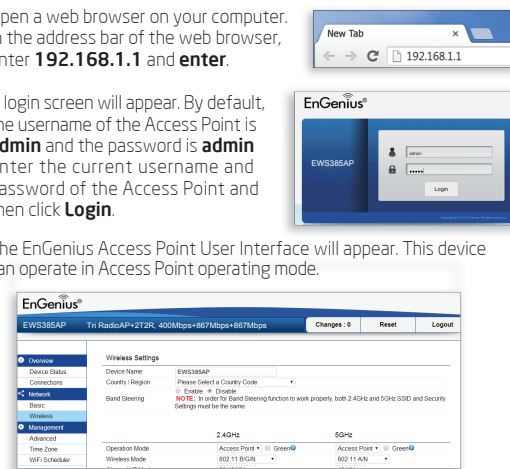 pen a web browser on your computer.
the address bar of the web browser,
nter 192.168.1.1 and enter.
New Tab ×
192.168.1.1
login screen will appear. By default,
he username of the Access Point is
dmin and the password is admin
nter the current username and
assword of the Access Point and
hen click Login.
EnGenius®
EWS385AP
admin
•••••
Login
he EnGenius Access Point User Interface will appear. This device
an operate in Access Point operating mode.
EnGenius®
EWS385AP Tri RadioAP+2T2R, 400Mbps+867Mbps+867Mbps Changes : 0 Reset Logout
Overview
Device Status
Connections
Network
Basic
Wireless
Management
Advanced
Time Zone
WiFi Scheduler
Wireless Settings
Device Name EWS385AP
Country / Region Please Select a Country Code
Band Steering Enable Disable
NOTE: In order for Band Steering function to work properly, both 2.4GHz and 5GHz SSID and Security
Settings must be the same.
2.4GHz 5GHz
Operation Mode Access Point Green Access Point Green
Wireless Mode 802.11 B/G/N 802.11 A/N